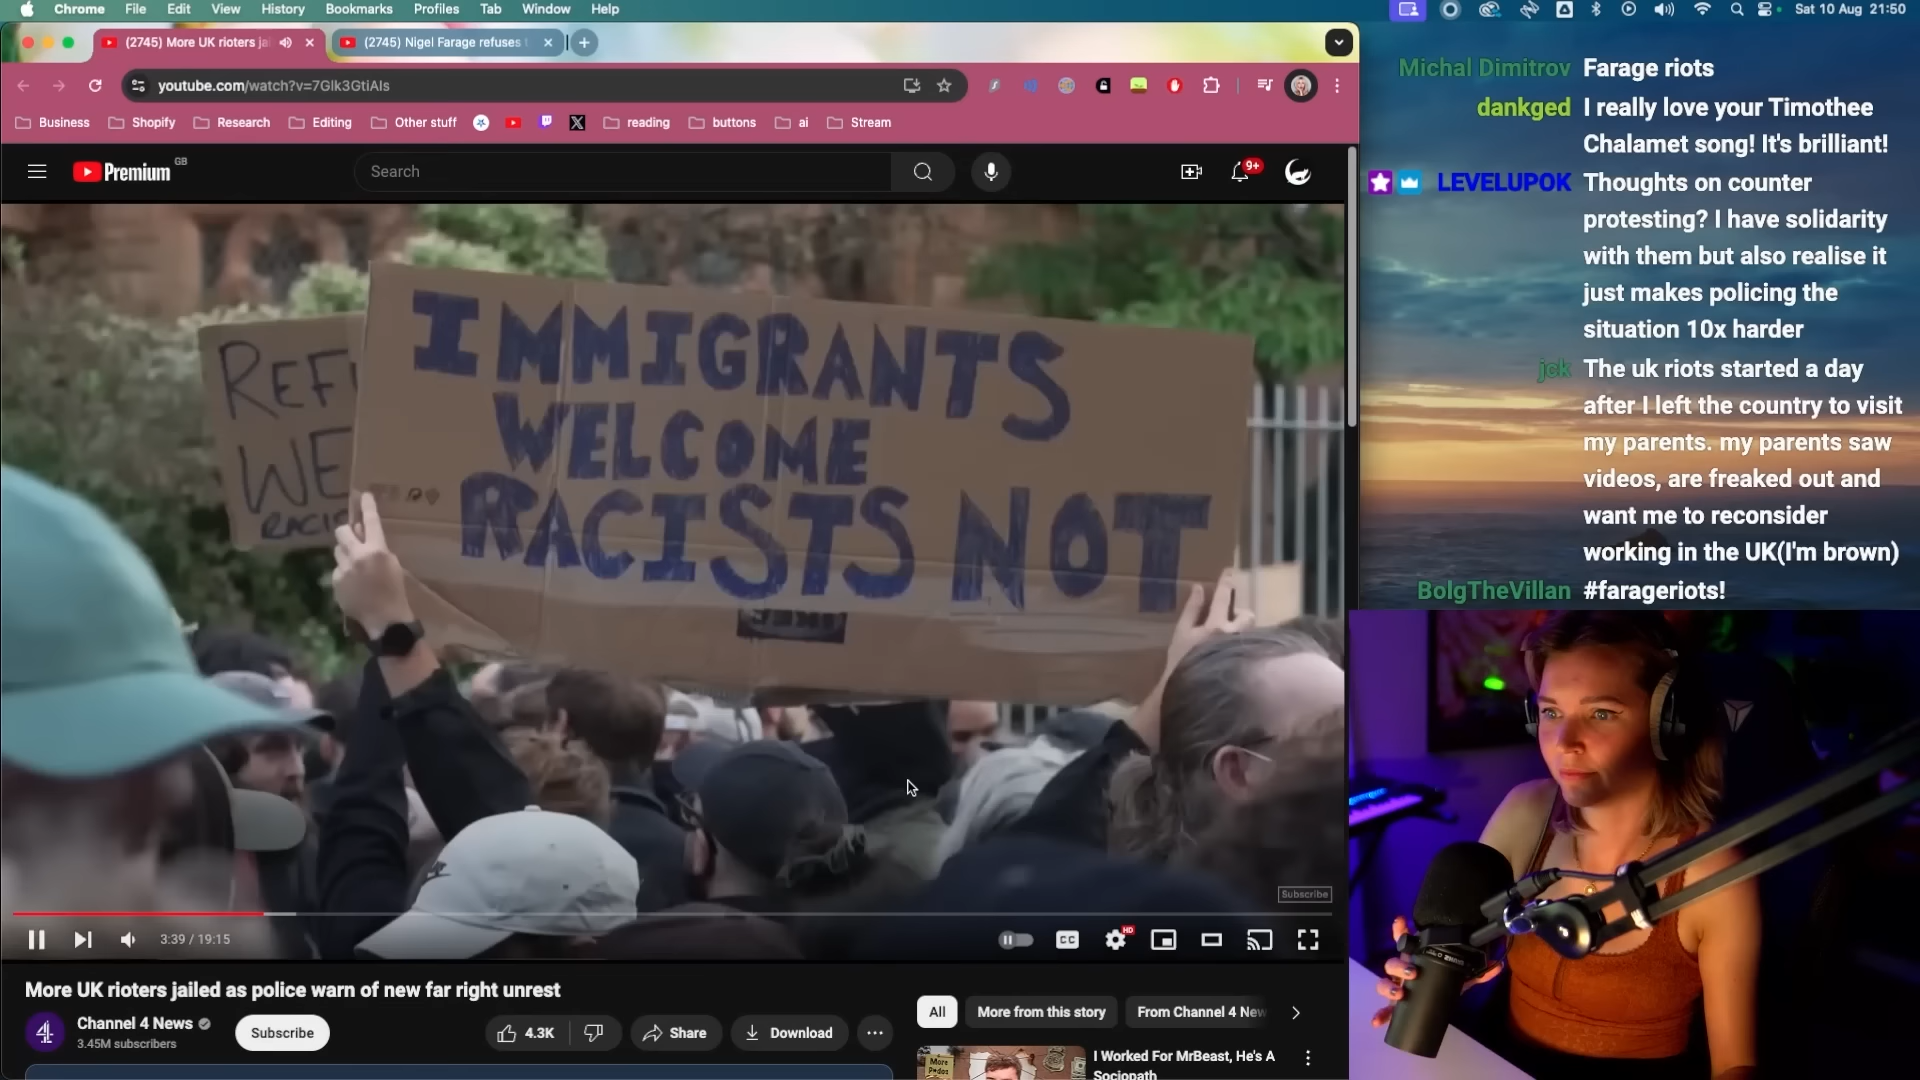 Chrome File Edit View History Bookmarks Profiles Tab Window Help
Sat 10 Aug 21:50
(2745) More UK rioters ja
(2745) Nigel Farage refuses
youtube.com/watch?v=7Glk3GtiAIs
Business Shopify Research Editing Other stuff reading buttons ai Stream
Premium GB
Search
9+
REFU
WE
RACIS
IMMIGRANTS
WELCOME
RACISTS NOT
Subscribe
3:39 / 19:15
CC
HD
More UK rioters jailed as police warn of new far right unrest
4
Channel 4 News
3.45M subscribers
Subscribe
4.3K
Share
Download
All
More from this story
From Channel 4 New
More
Pedos
I Worked For MrBeast, He's A
Sociopath
Michal Dimitrov Farage riots
dankged I really love your Timothee
Chalamet song! It's brilliant!
LEVELUPOK Thoughts on counter
protesting? I have solidarity
with them but also realise it
just makes policing the
situation 10x harder
jck The uk riots started a day
after I left the country to visit
my parents. my parents saw
videos, are freaked out and
want me to reconsider
working in the UK(I'm brown)
BolgTheVillan #farageriots!